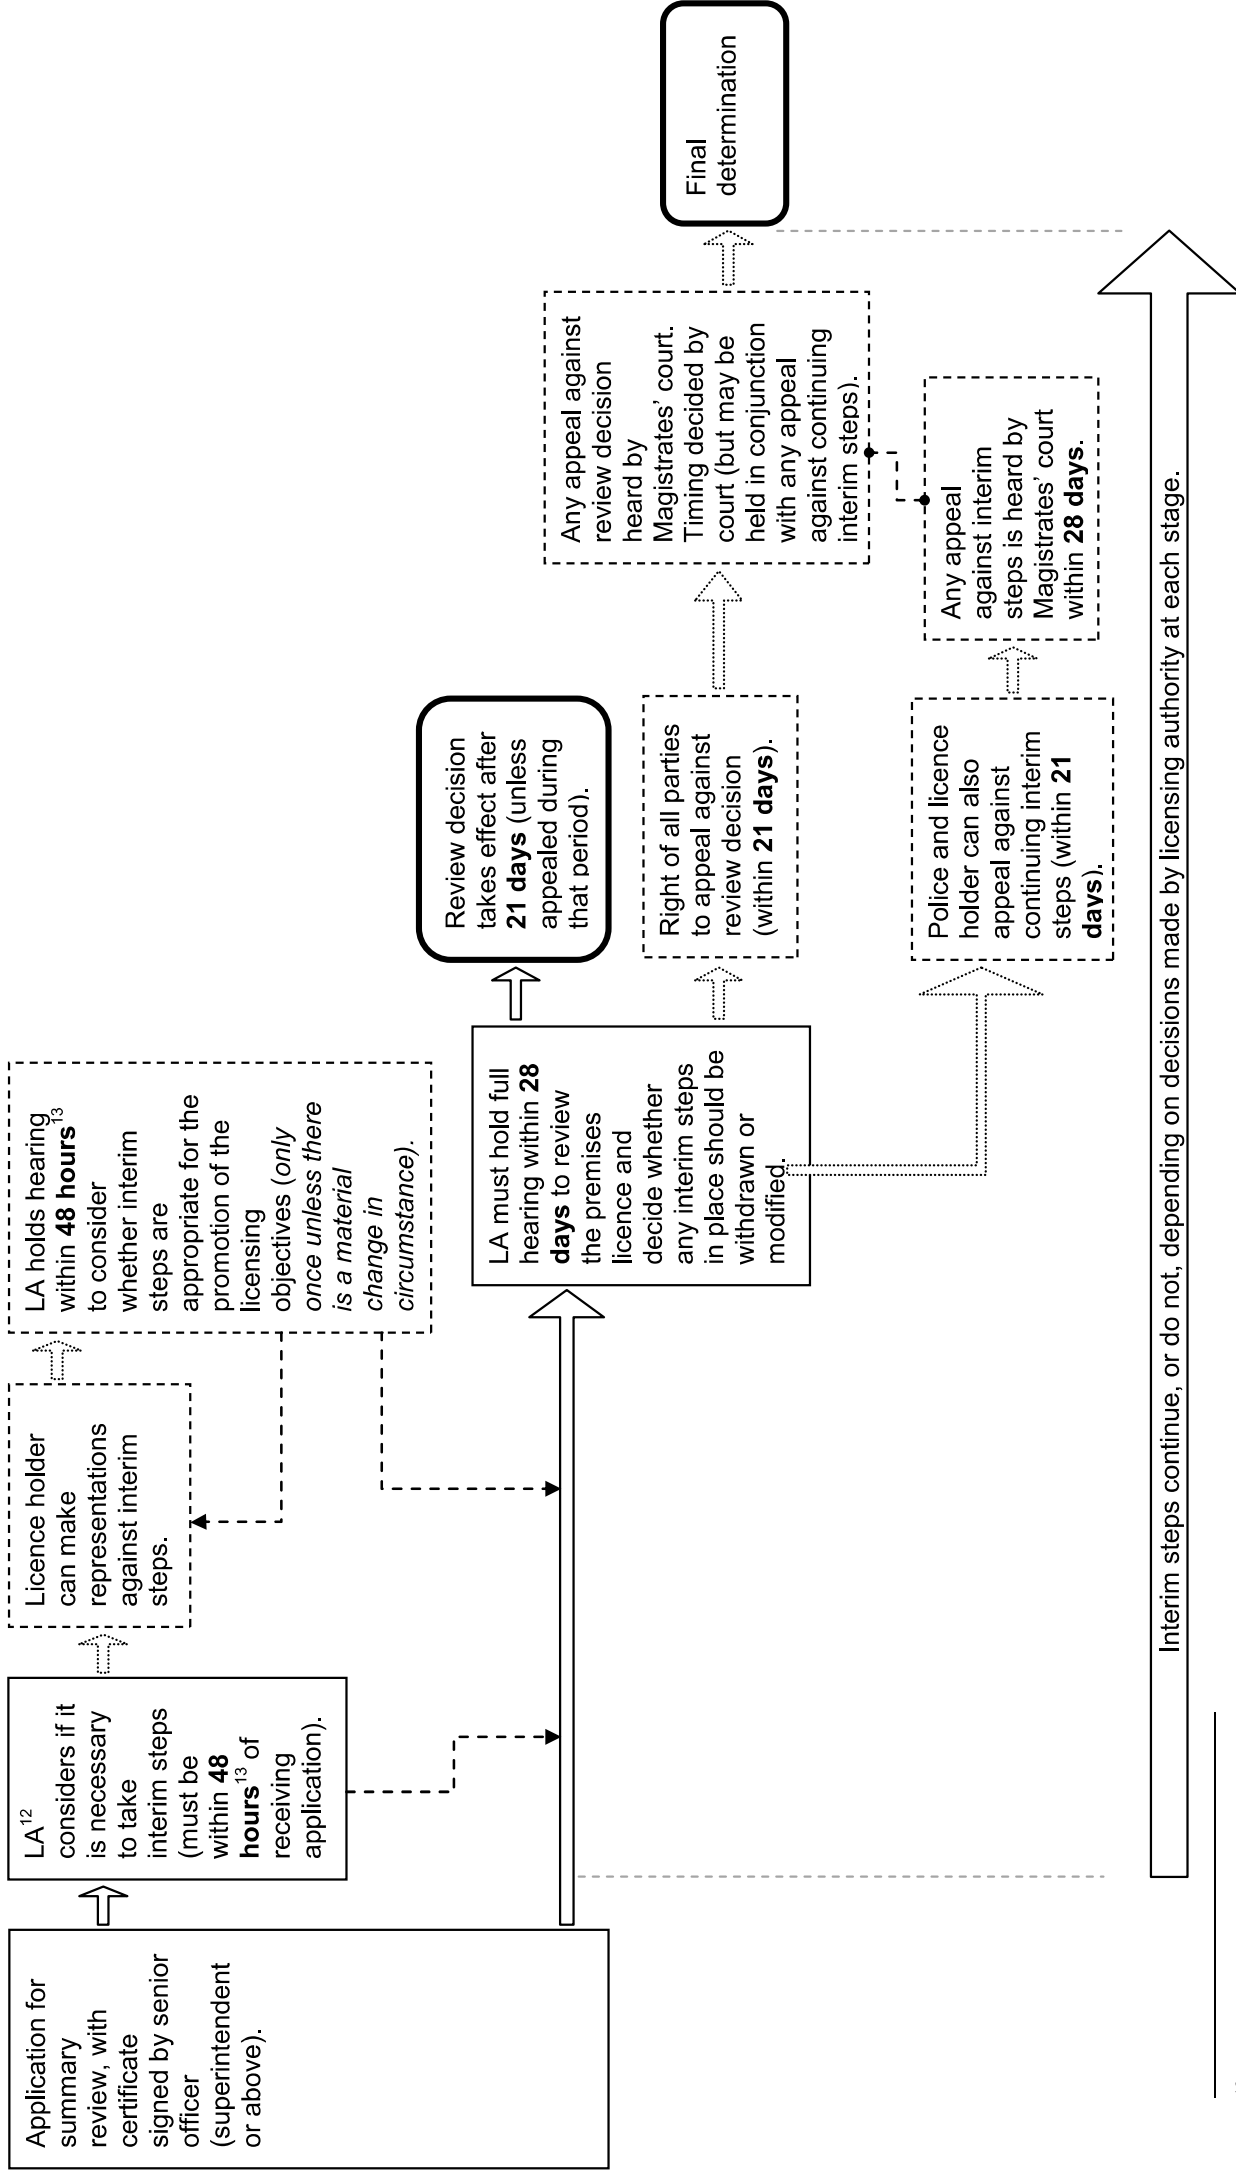 Application for
summary
review, with
certificate
signed by senior
officer
(superintendent
or above).
LA12
considers if it
is necessary
to take
interim steps
(must be
within 48
hours13 of
receiving
application).
Licence holder
can make
representations
against interim
steps.
LA holds hearing
within 48 hours13
to consider
whether interim
steps are
appropriate for the
promotion of the
licensing
objectives (only
once unless there
is a material
change in
circumstance).
LA must hold full
hearing within 28
days to review
the premises
licence and
decide whether
any interim steps
in place should be
withdrawn or
modified.
Review decision
takes effect after
21 days (unless
appealed during
that period).
Right of all parties
to appeal against
review decision
(within 21 days).
Police and licence
holder can also
appeal against
continuing interim
steps (within 21
days).
Any appeal against
review decision
heard by
Magistrates’ court.
Timing decided by
court (but may be
held in conjunction
with any appeal
against continuing
interim steps).
Any appeal
against interim
steps is heard by
Magistrates’ court
within 28 days.
Final
determination
Interim steps continue, or do not, depending on decisions made by licensing authority at each stage.